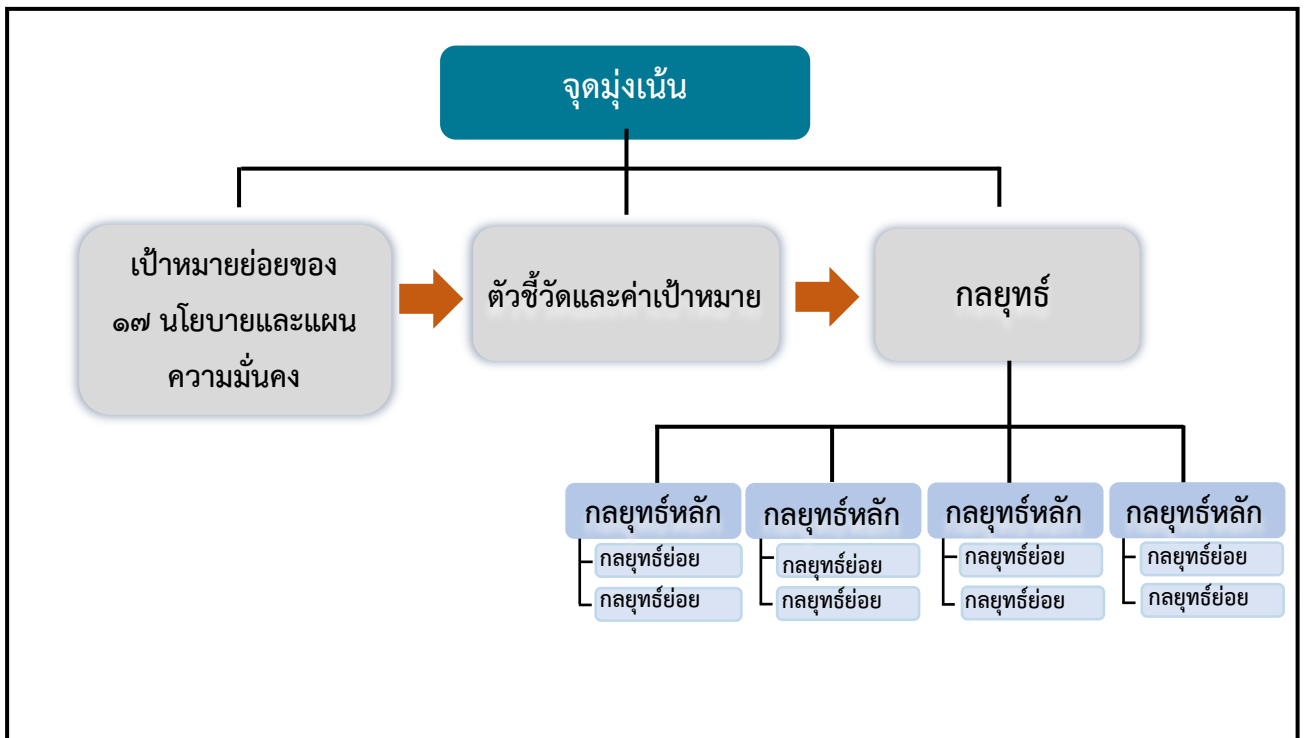 จุดมุ่งเน้น
เป้าหมายย่อยของ
๑๗ นโยบายและแผน
ความมั่นคง
ตัวชี้วัดและค่าเป้าหมาย
กลยุทธ์
กลยุทธ์หลัก
กลยุทธ์ย่อย
กลยุทธ์ย่อย
กลยุทธ์หลัก
กลยุทธ์ย่อย
กลยุทธ์ย่อย
กลยุทธ์หลัก
กลยุทธ์ย่อย
กลยุทธ์ย่อย
กลยุทธ์หลัก
กลยุทธ์ย่อย
กลยุทธ์ย่อย